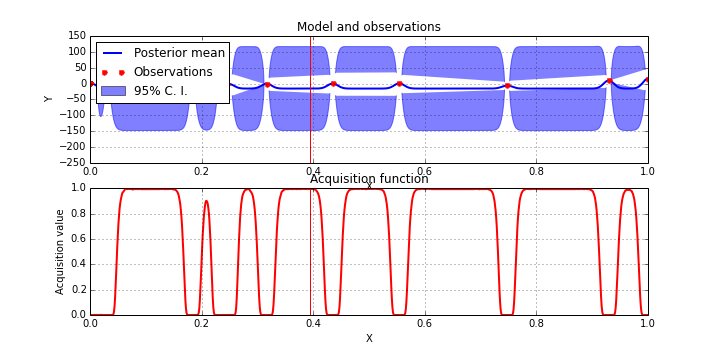 Model and observations
150
100
50
0
−50
−100
−150
−200
−250
Y
Posterior mean
Observations
95% C. I.
0.0 0.2 0.4 0.6 0.8 1.0
X
Acquisition function
1.0
0.8
0.6
0.4
0.2
0.0
Acquisition value
0.0 0.2 0.4 0.6 0.8 1.0
X